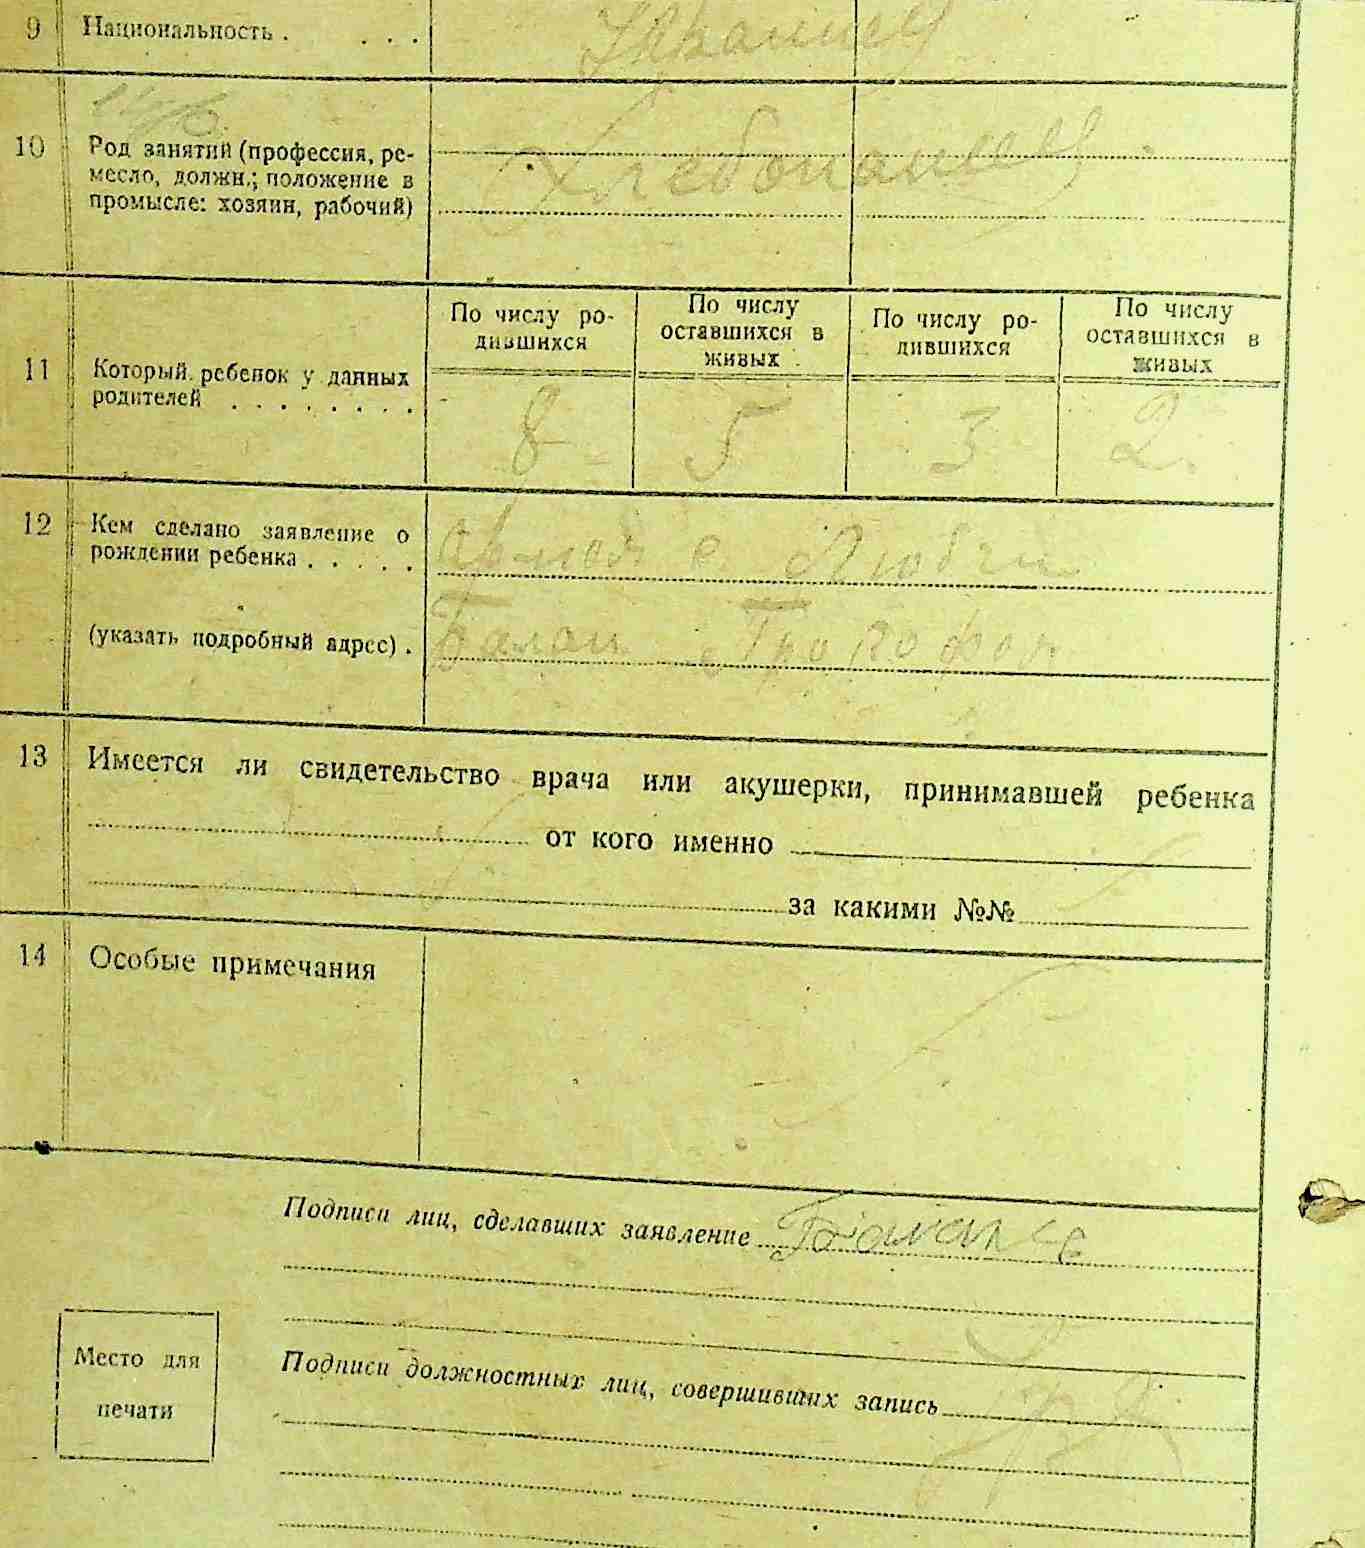 9 Национальность . . . . Украинцы
10 Род занятий (профессия, ре-
месло, должн.; положение в
промысле: хозяин, рабочий)
Хлебопашцы
11 Который ребенок у данных
родителей . . . . . . . .
По числу ро-
дившихся
По числу
оставшихся в
живых
По числу ро-
дившихся
По числу
оставшихся в
живых
8 5 3 2
12 Кем сделано заявление о
рождении ребенка . . . . .
(указать подробный адрес) .
с.
Балан
13 Имеется ли свидетельство врача или акушерки, принимавшей ребенка
от кого именно
за какими №№
14 Особые примечания
Подписи лиц, сделавших заявление
Место для
печати
Подписи должностных лиц, совершивших запись